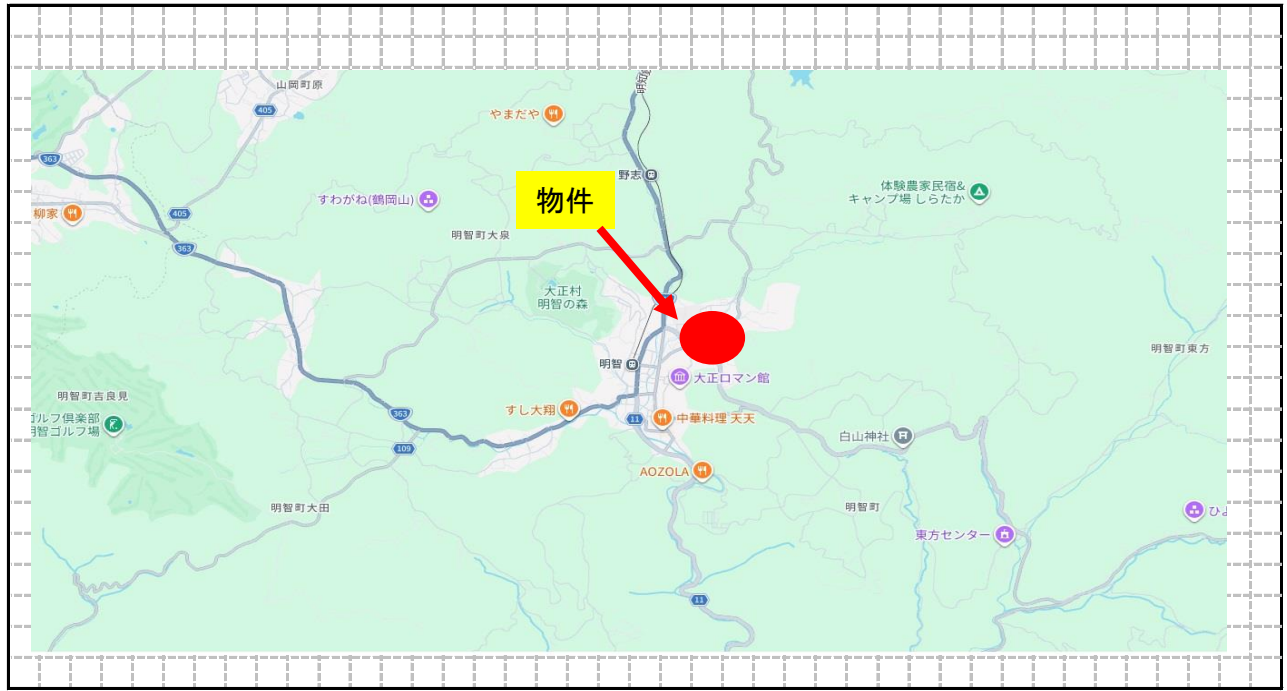 山岡町原
405
やまだや
明知
363
野志
体験農家民宿&
キャンプ場 しらたか
すわがね(鶴岡山)
物件
柳家
405
明智町大泉
363
大正村
明智の森
明智町東方
明智
大正ロマン館
明智町吉良見
ゴルフ倶楽部
明智ゴルフ場
363
すし大翔
11
中華料理 天天
白山神社
109
AOZOLA
明智町大田
明智町
ひよ
東方センター
11